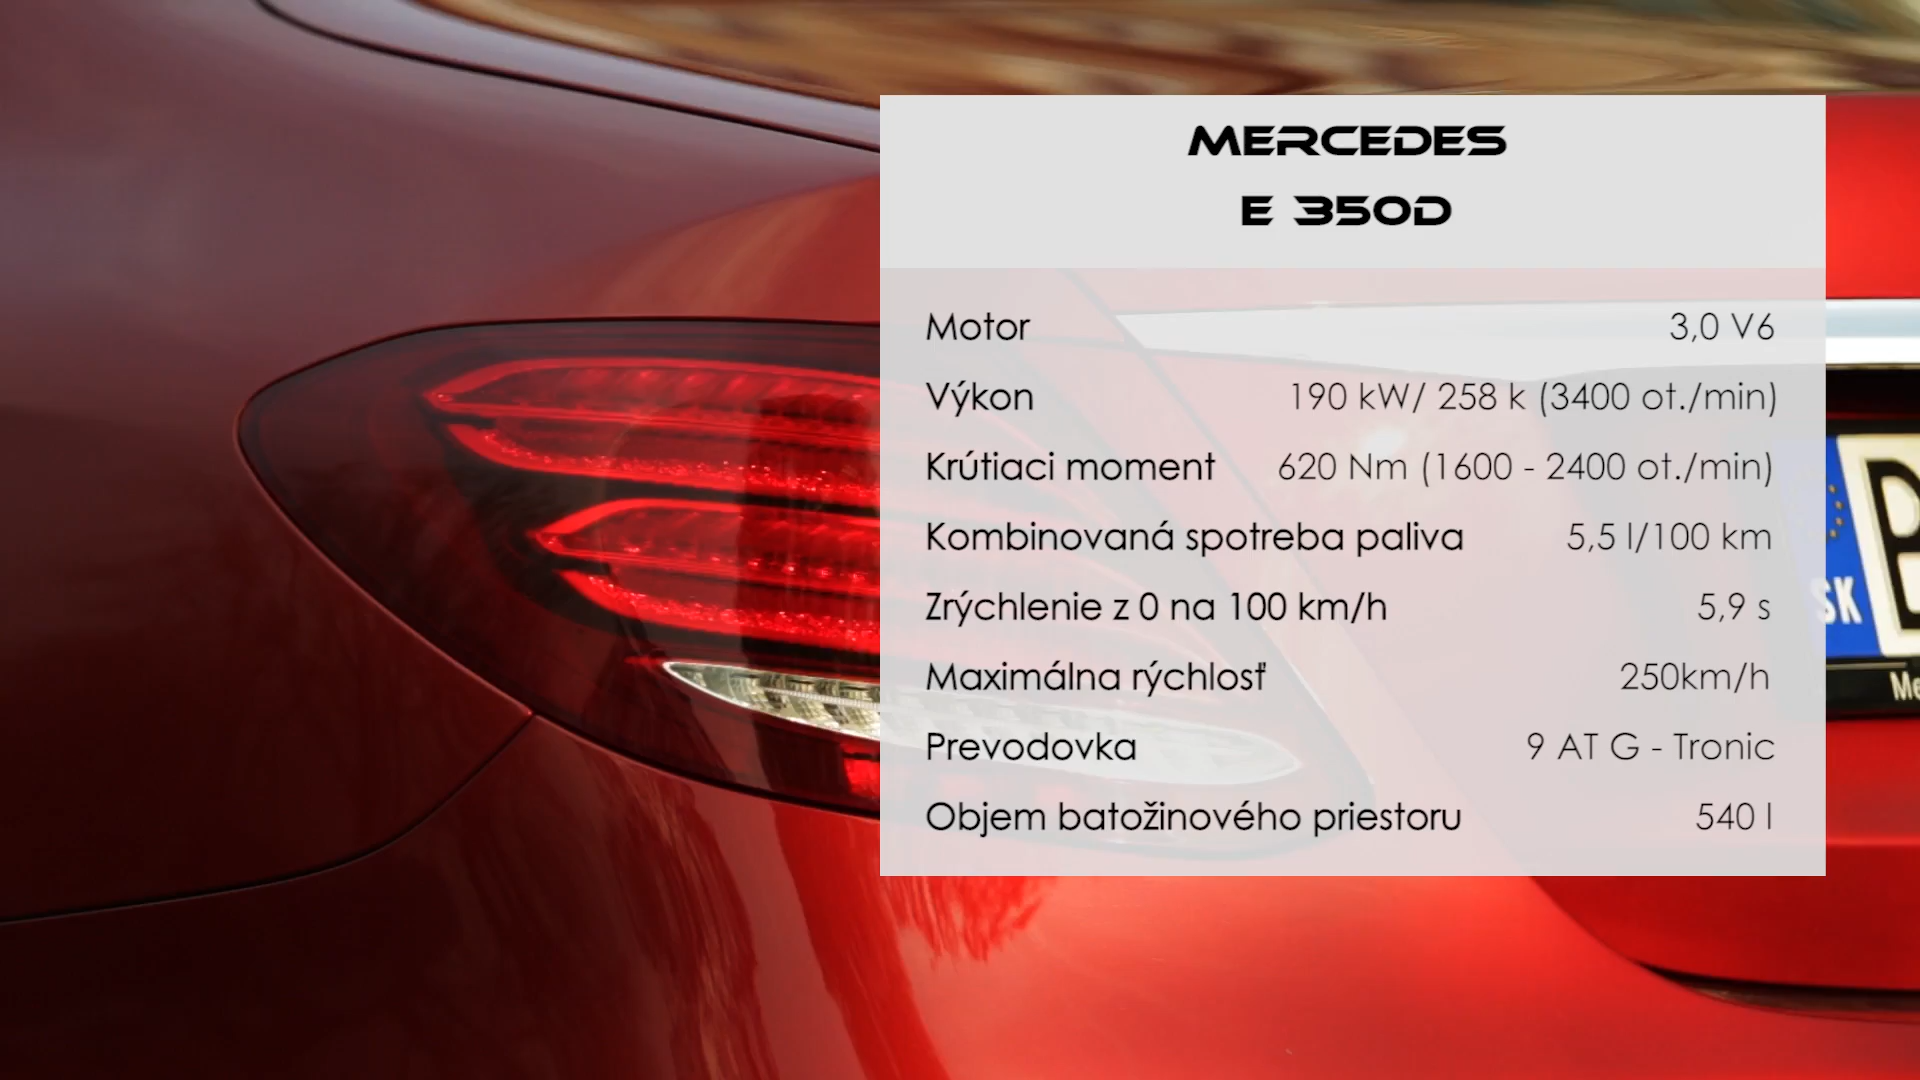 MERCEDES
E 350D
Motor 3,0 V6
Výkon 190 kW/ 258 k (3400 ot./min)
Krútiaci moment 620 Nm (1600 - 2400 ot./min)
Kombinovaná spotreba paliva 5,5 l/100 km
Zrýchlenie z 0 na 100 km/h 5,9 s
Maximálna rýchlosť 250km/h
Prevodovka 9 AT G - Tronic
Objem batožinového priestoru 540 l
SK